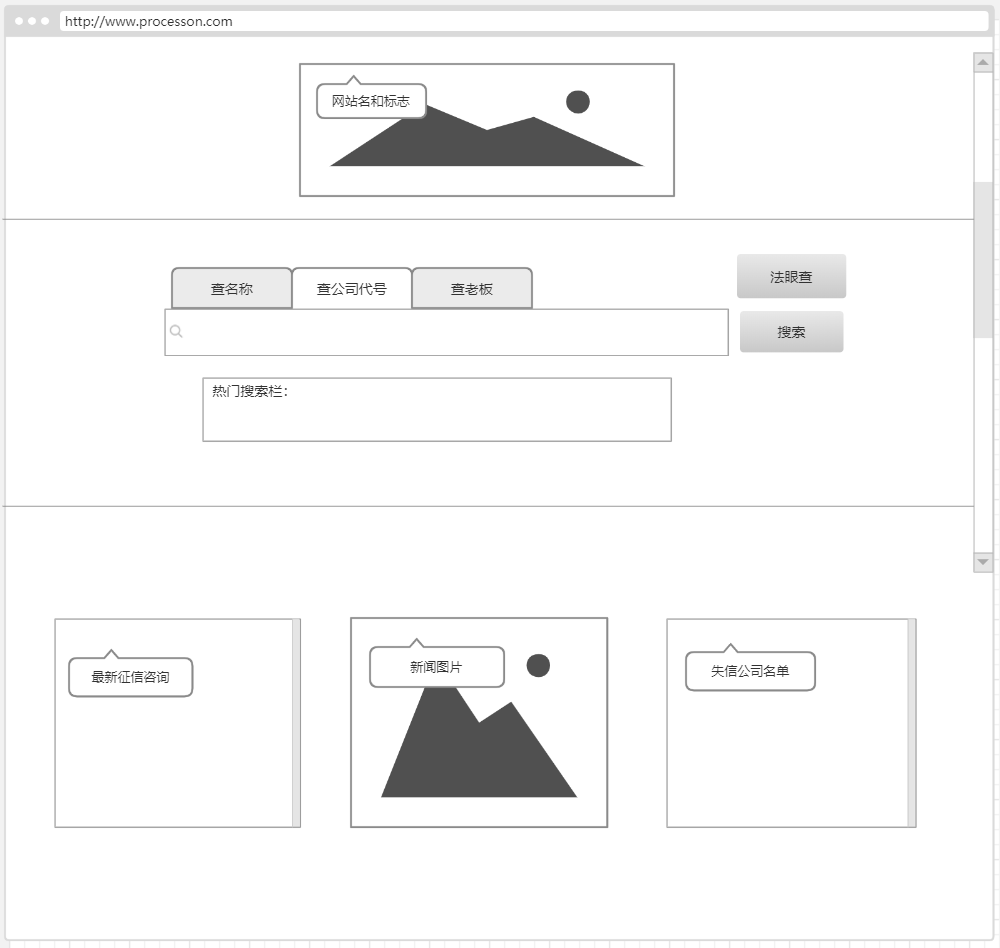 http://www.processon.com
网站名和标志
查名称
查公司代号
查老板
法眼查
搜索
热门搜索栏：
最新征信咨询
新闻图片
失信公司名单